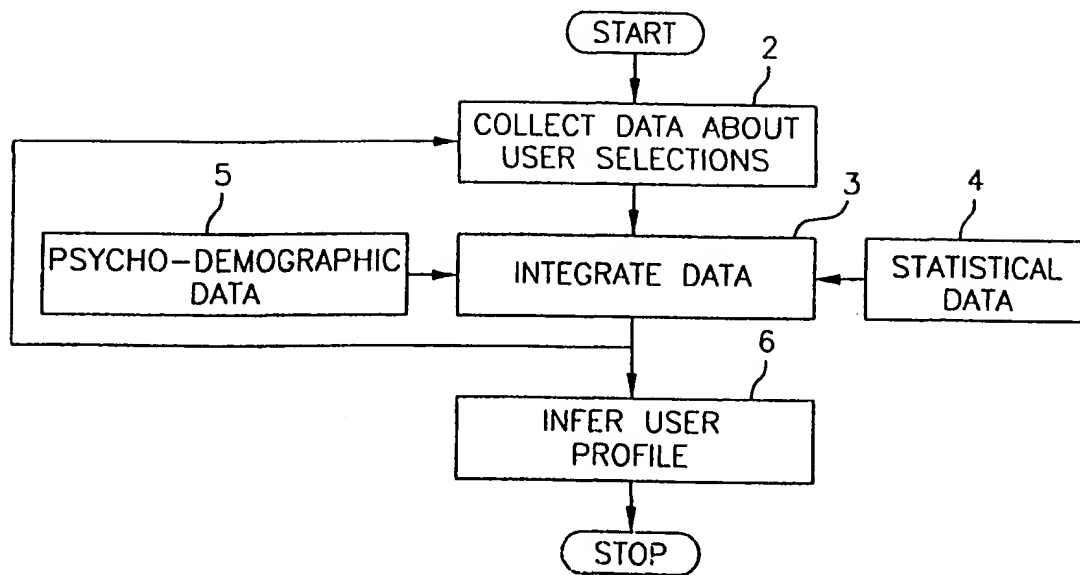 START
2
COLLECT DATA ABOUT
USER SELECTIONS
5
3
4
PSYCHO-DEMOGRAPHIC
DATA
INTEGRATE DATA
STATISTICAL
DATA
6
INFER USER
PROFILE
STOP